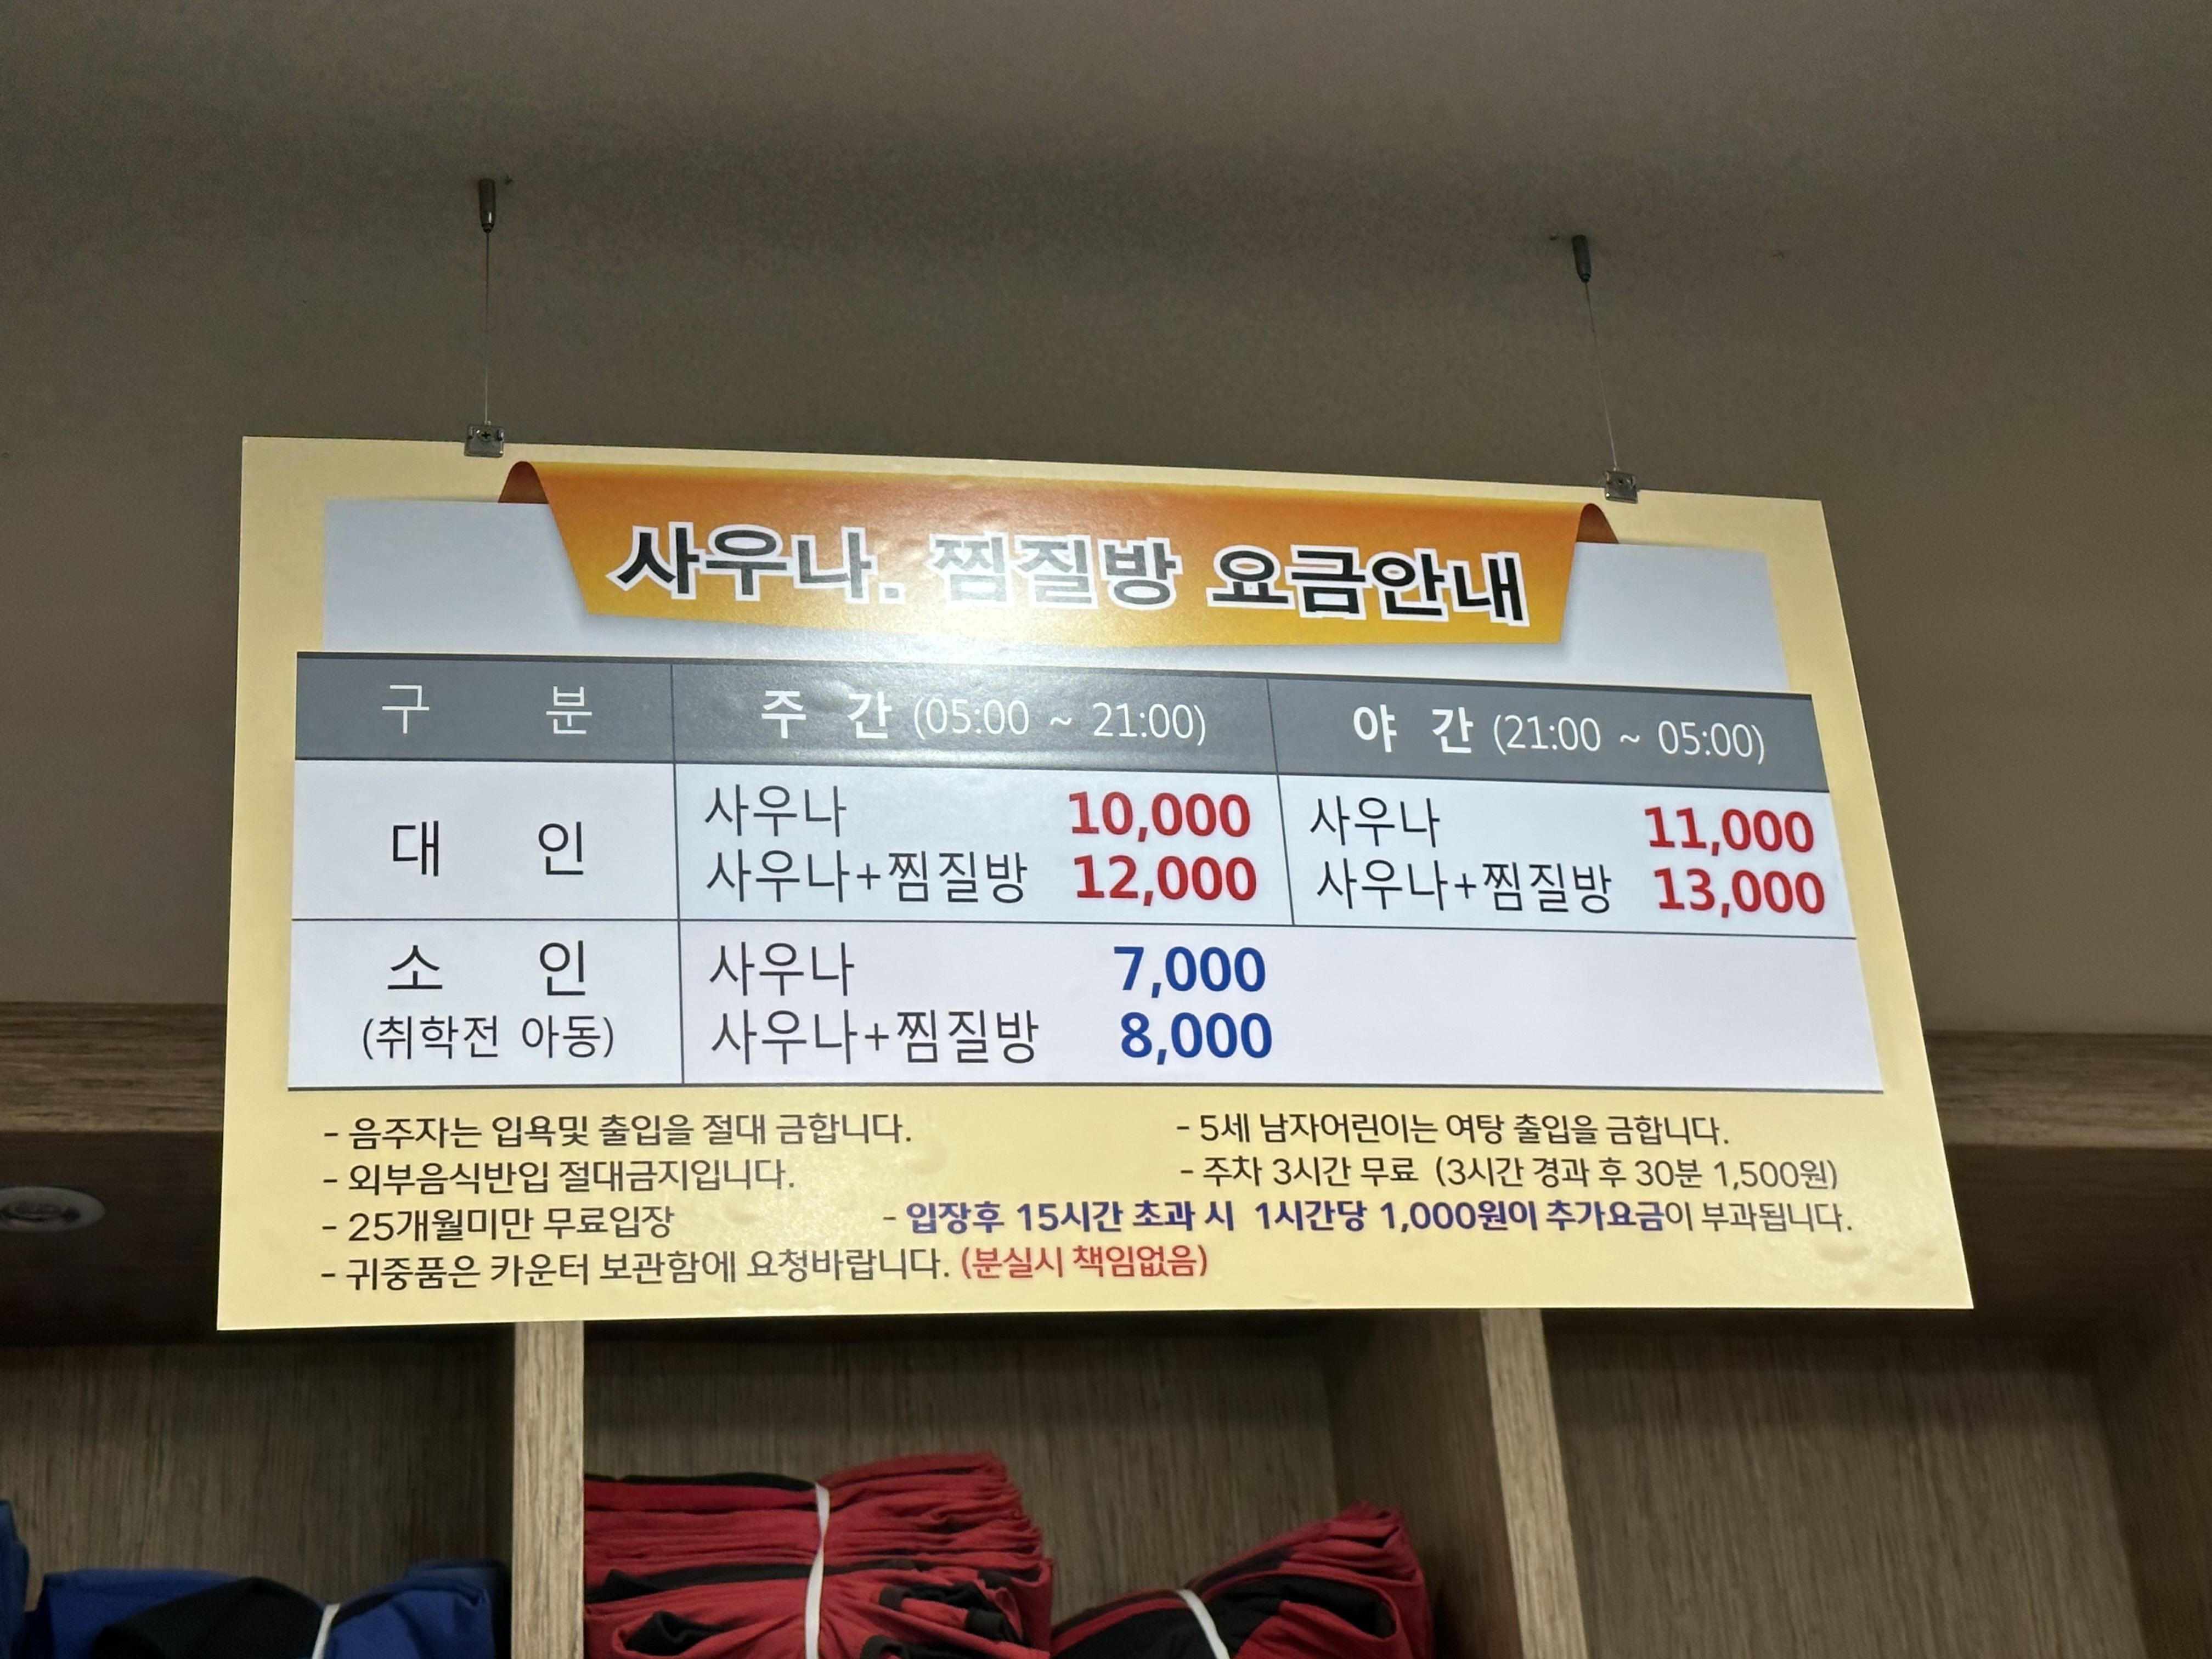 사우나. 찜질방 요금안내
구 분 주 간 (05:00 ~ 21:00) 야 간 (21:00 ~ 05:00)
대 인
사우나 10,000
사우나+찜질방 12,000
사우나 11,000
사우나+찜질방 13,000
소 인
(취학전 아동)
사우나 7,000
사우나+찜질방 8,000
- 음주자는 입욕및 출입을 절대 금합니다.
- 외부음식반입 절대금지입니다.
- 25개월미만 무료입장
- 귀중품은 카운터 보관함에 요청바랍니다. (분실시 책임없음)
- 5세 남자어린이는 여탕 출입을 금합니다.
- 주차 3시간 무료 (3시간 경과 후 30분 1,500원)
- 입장후 15시간 초과 시 1시간당 1,000원이 추가요금이 부과됩니다.